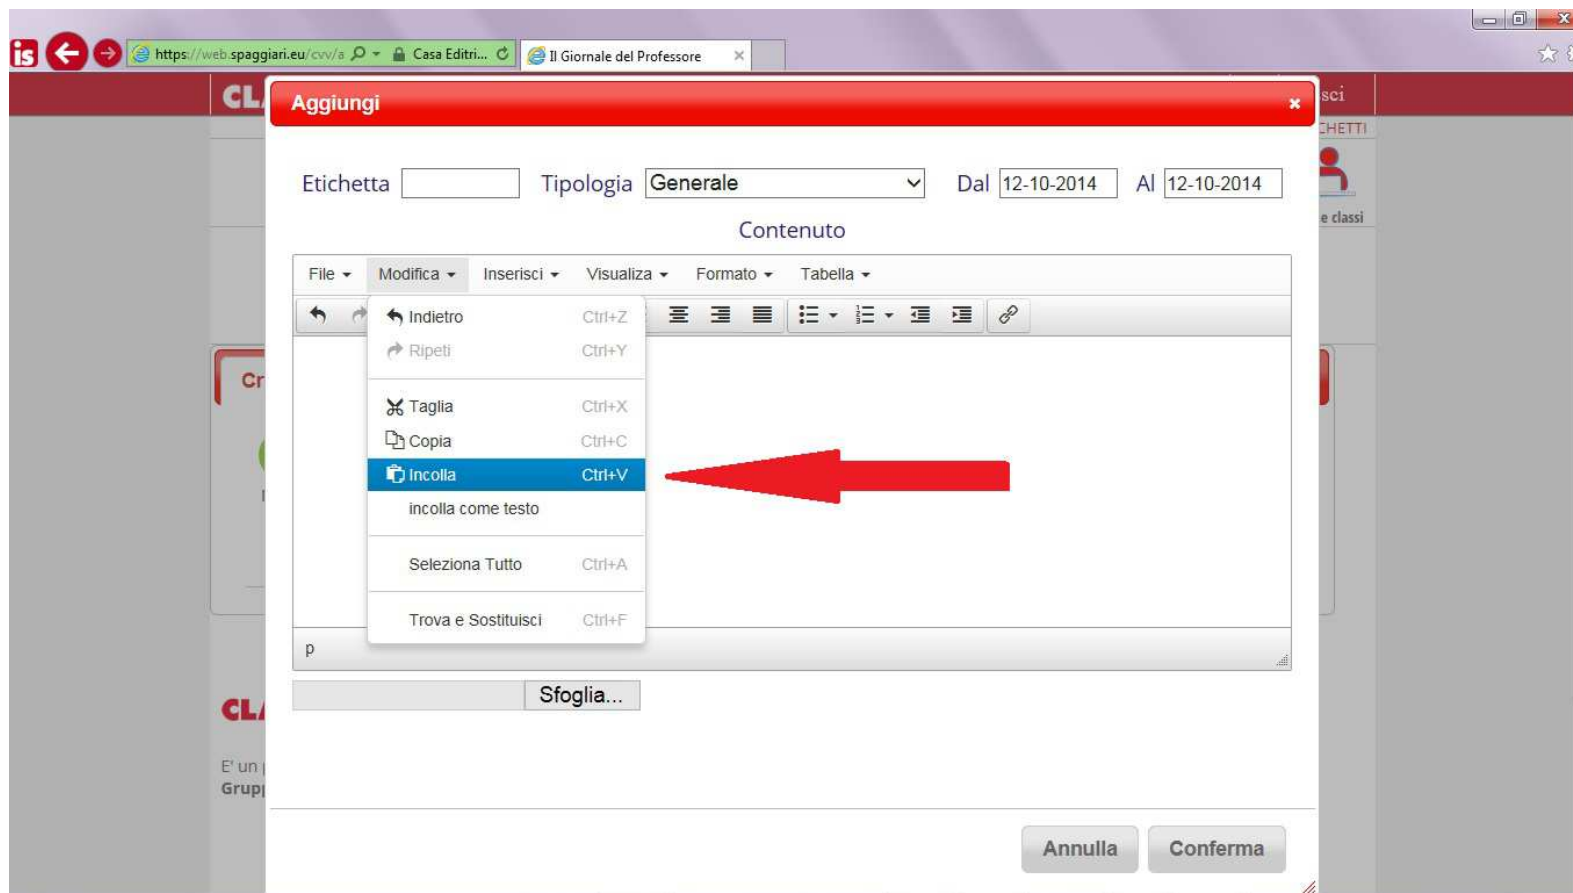 is https://web.spaggiari.eu/cvv/a Casa Editri... Il Giornale del Professore
CL
Aggiungi
sci
CHETTI
Etichetta Tipologia Generale Dal 12-10-2014 Al 12-10-2014
e classi
Contenuto
File Modifica Inserisci Visualiza Formato Tabella
Indietro Ctrl+Z
Ripeti Ctrl+Y
Cr
Taglia Ctrl+X
Copia Ctrl+C
Incolla Ctrl+V
incolla come testo
Seleziona Tutto Ctrl+A
Trova e Sostituisci Ctrl+F
p
Sfoglia...
CL
E' un
Grupp
Annulla Conferma